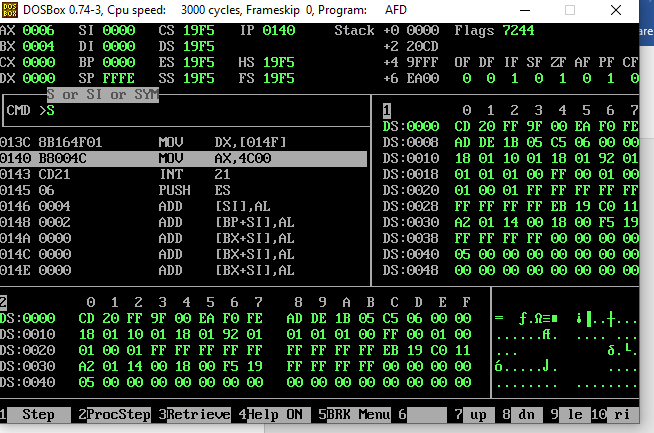 DOSBox 0.74-3, Cpu speed: 3000 cycles, Frameskip 0, Program: AFD
AX 0006 SI 0000 CS 19F5 IP 0140 Stack +0 0000 Flags 7244
BX 0004 DI 0000 DS 19F5 +2 20CD
CX 0000 BP 0000 ES 19F5 HS 19F5 +4 9FFF OF DF IF SF ZF AF PF CF
DX 0000 SP FFFE SS 19F5 FS 19F5 +6 EA00 0 0 1 0 1 0 1 0
S or SI or SYM
CMD >S
1 0 1 2 3 4 5 6 7
DS:0000 CD 20 FF 9F 00 EA F0 FE
DS:0008 AD DE 1B 05 C5 06 00 00
DS:0010 18 01 10 01 18 01 92 01
DS:0018 01 01 01 00 FF 00 01 00
DS:0020 01 00 01 FF FF FF FF FF
DS:0028 FF FF FF FF EB 19 C0 11
DS:0030 A2 01 14 00 18 00 F5 19
DS:0038 FF FF FF FF 00 00 00 00
DS:0040 05 00 00 00 00 00 00 00
DS:0048 00 00 00 00 00 00 00 00
013C 8B164F01 MOV DX,[014F]
0140 B8004C MOV AX,4C00
0143 CD21 INT 21
0145 06 PUSH ES
0146 0004 ADD [SI],AL
0148 0002 ADD [BP+SI],AL
014A 0000 ADD [BX+SI],AL
014C 0000 ADD [BX+SI],AL
014E 0000 ADD [BX+SI],AL
2 0 1 2 3 4 5 6 7 8 9 A B C D E F
DS:0000 CD 20 FF 9F 00 EA F0 FE AD DE 1B 05 C5 06 00 00
DS:0010 18 01 10 01 18 01 92 01 01 01 01 00 FF 00 01 00
DS:0020 01 00 01 FF FF FF FF FF FF FF FF FF EB 19 C0 11
DS:0030 A2 01 14 00 18 00 F5 19 FF FF FF FF 00 00 00 00
DS:0040 05 00 00 00 00 00 00 00 00 00 00 00 00 00 00 00
1 Step 2 ProcStep 3 Retrieve 4 Help ON 5 BRK Menu 6 7 up 8 dn 9 le 10 ri